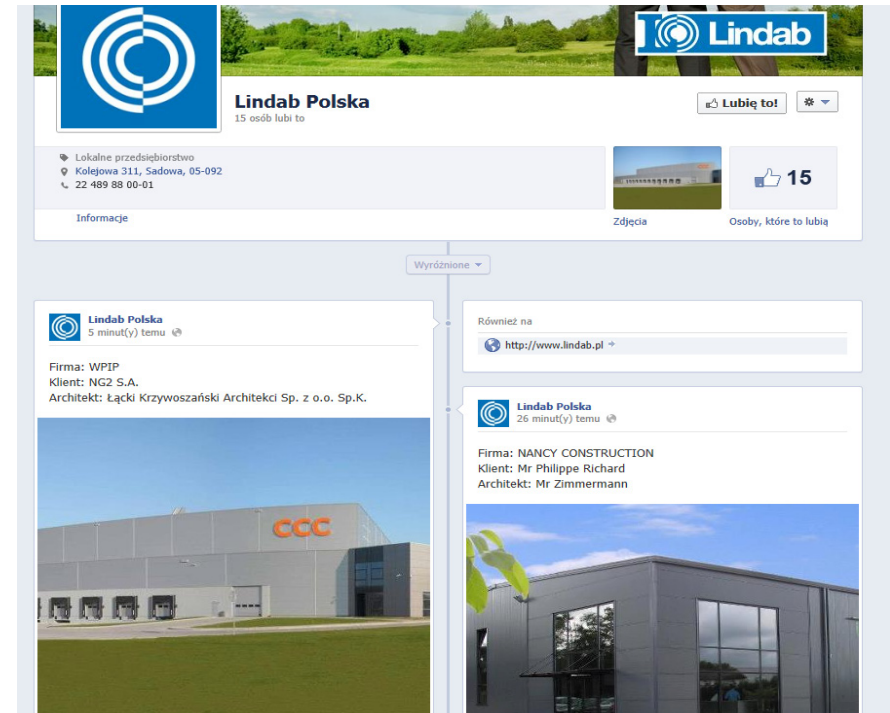 Lindab
Lindab Polska
15 osób lubi to
Lubię to!
Lokalne przedsiębiorstwo
Kolejowa 311, Sadowa, 05-092
22 489 88 00-01
15
Informacje
Zdjęcia
Osoby, które to lubią
Wyróżnione
Lindab Polska
5 minut(y) temu
Firma: WPIP
Klient: NG2 S.A.
Architekt: Łącki Krzywoszański Architekci Sp. z o.o. Sp.K.
CCC
Również na
http://www.lindab.pl
Lindab Polska
26 minut(y) temu
Firma: NANCY CONSTRUCTION
Klient: Mr Philippe Richard
Architekt: Mr Zimmermann